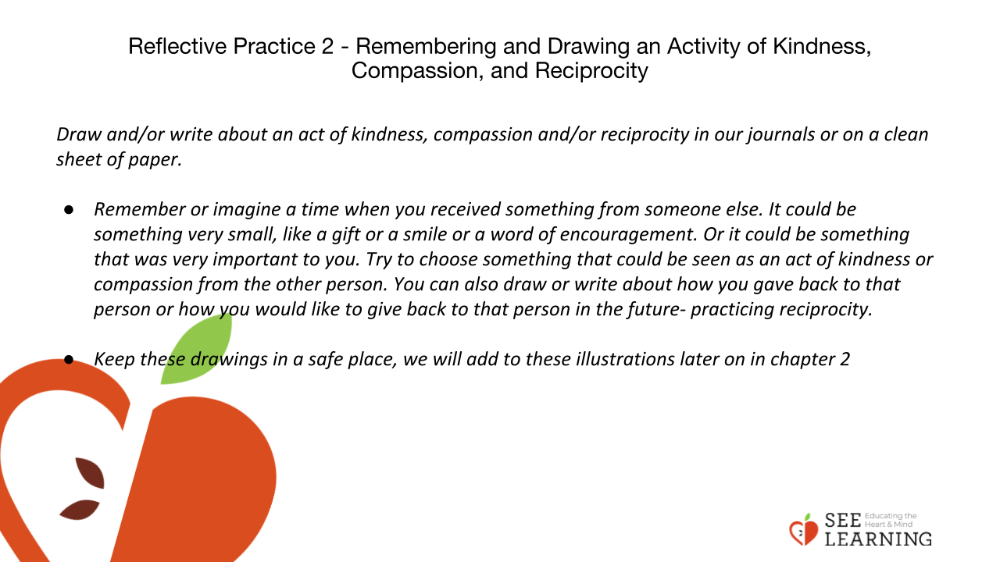 Reflective Practice 2 - Remembering and Drawing an Activity of Kindness,
Compassion, and Reciprocity
Draw and/or write about an act of kindness, compassion and/or reciprocity in our journals or on a clean
sheet of paper.
● Remember or imagine a time when you received something from someone else. It could be
something very small, like a gift or a smile or a word of encouragement. Or it could be something
that was very important to you. Try to choose something that could be seen as an act of kindness or
compassion from the other person. You can also draw or write about how you gave back to that
person or how you would like to give back to that person in the future- practicing reciprocity.
● Keep these drawings in a safe place, we will add to these illustrations later on in chapter 2
SEE Educating the
Heart & Mind
LEARNING